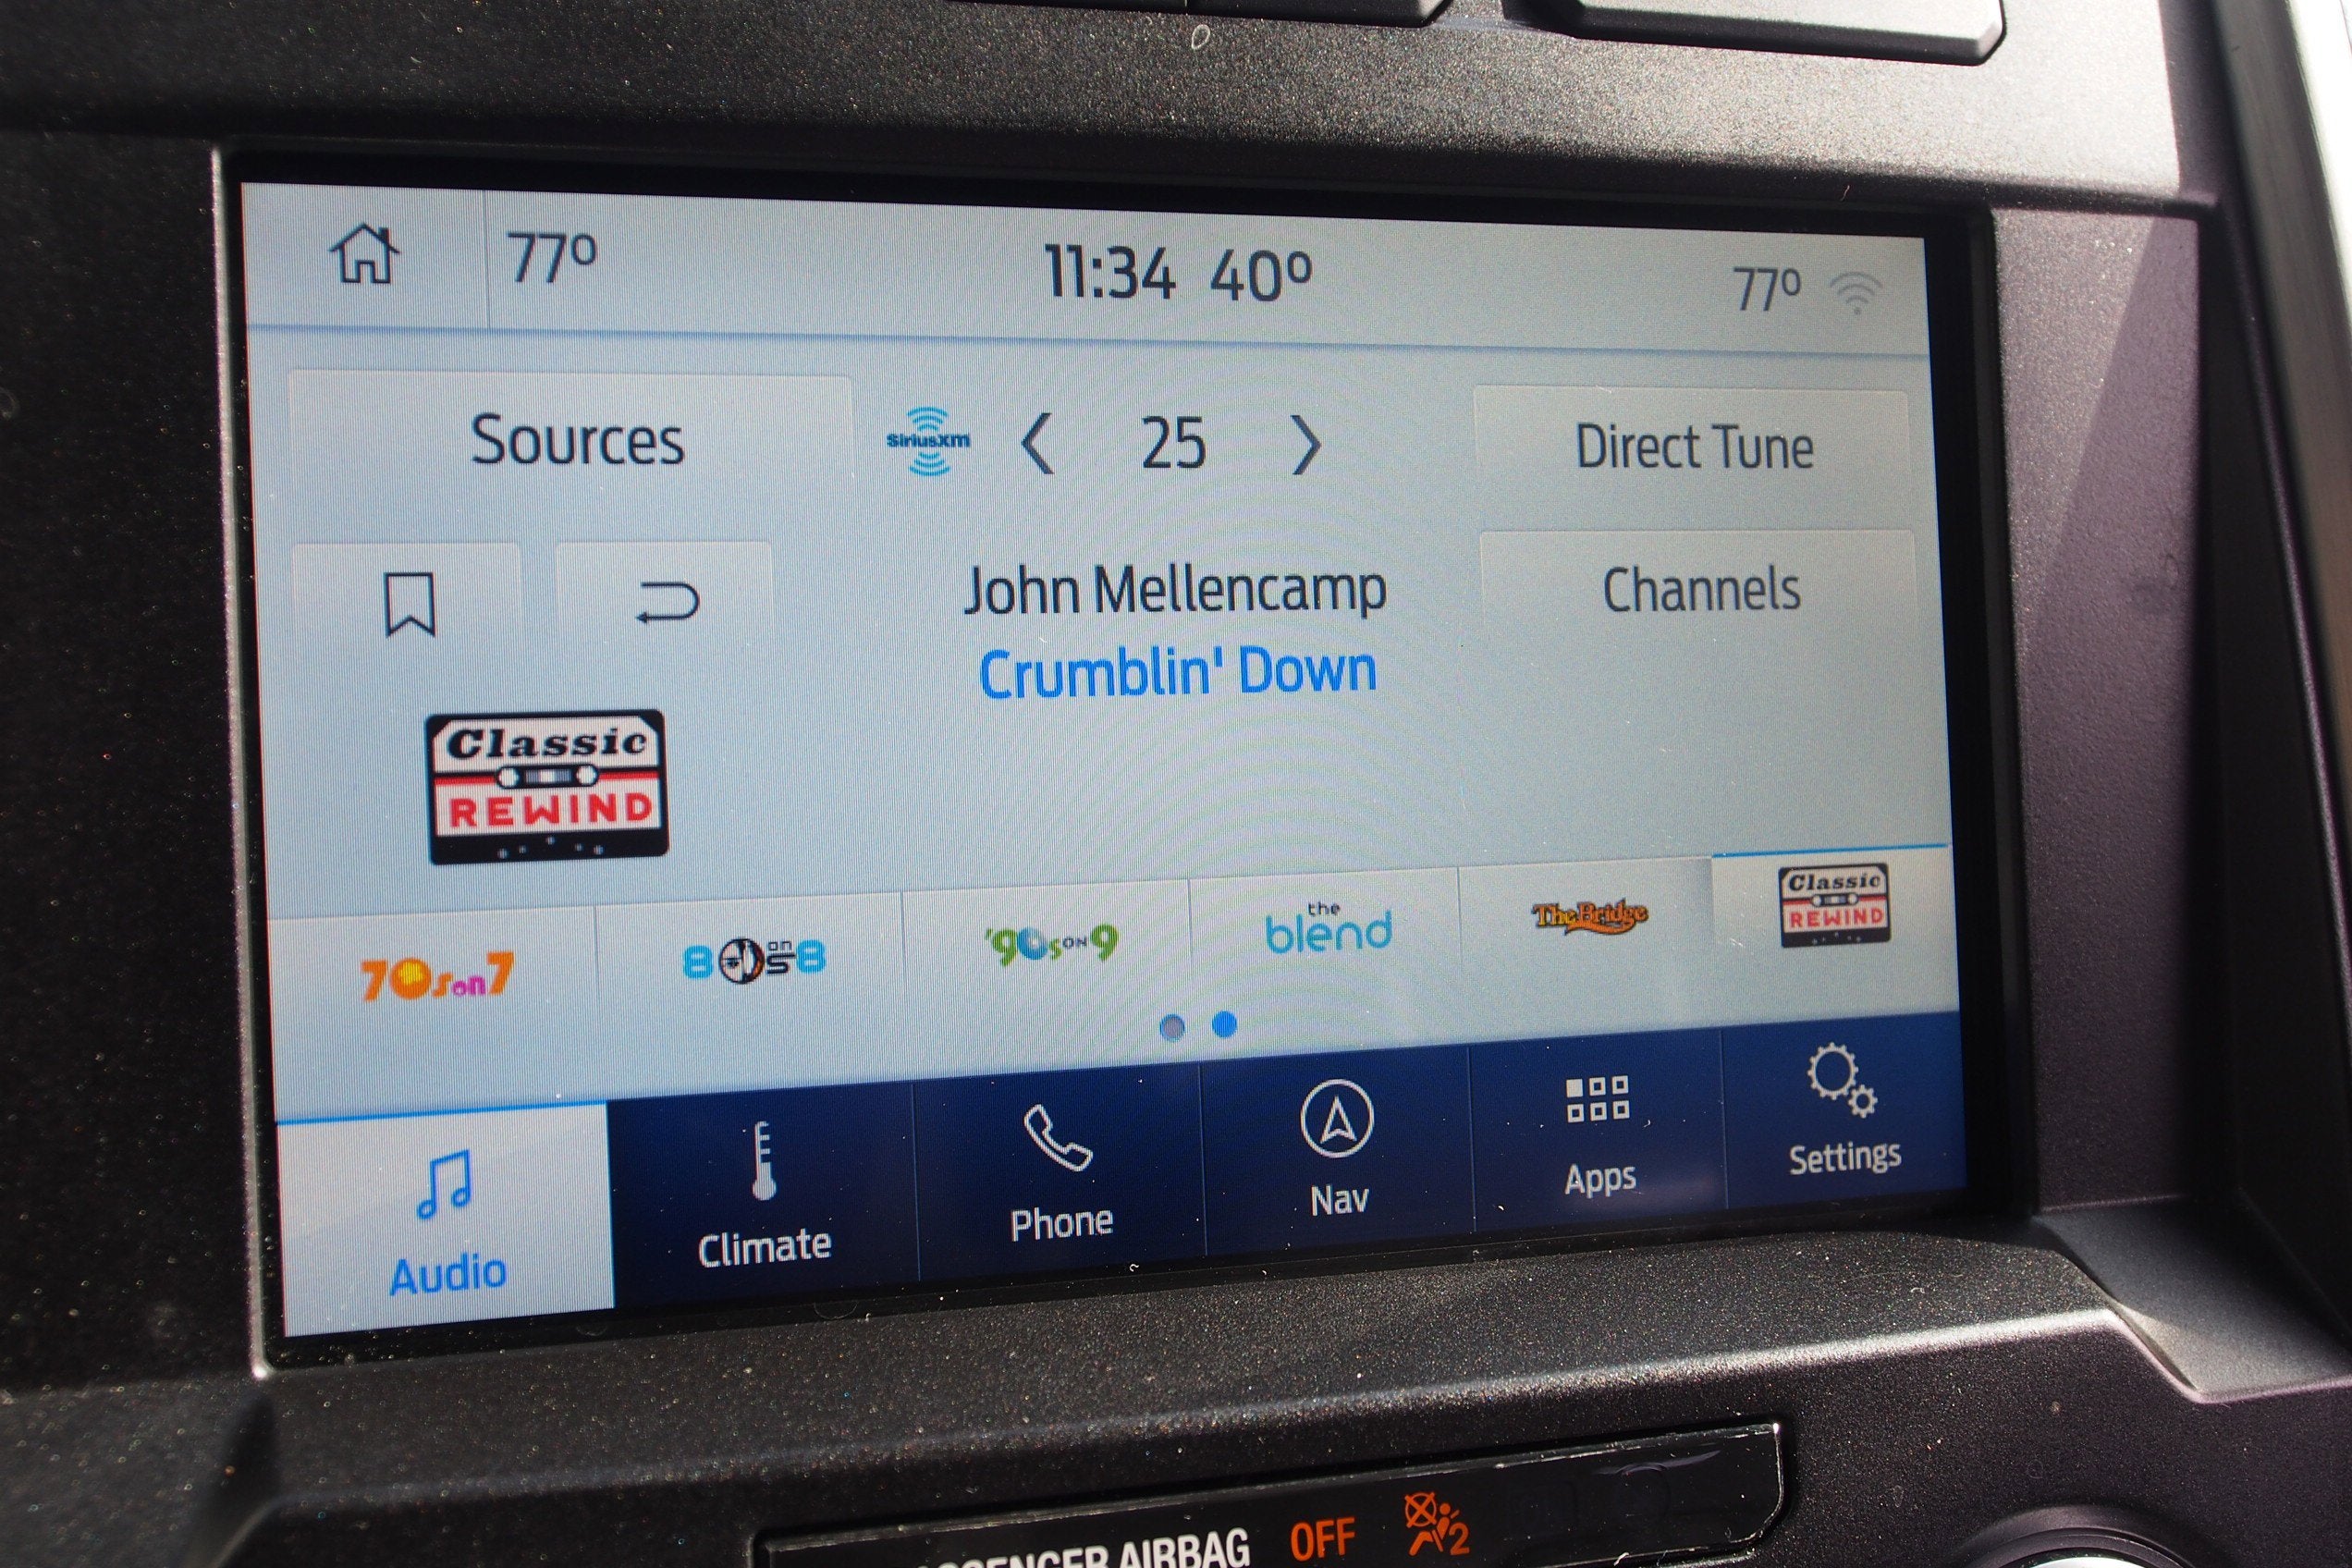 77° 11:34 40° 77°
Sources SiriusXM 25 Direct Tune
John Mellencamp Channels
Crumblin' Down
Classic
REWIND
70s on 7 80s on 8 '90s ON 9 the blend The Bridge Classic REWIND
Audio Climate Phone Nav Apps Settings
AIRBAG OFF 2